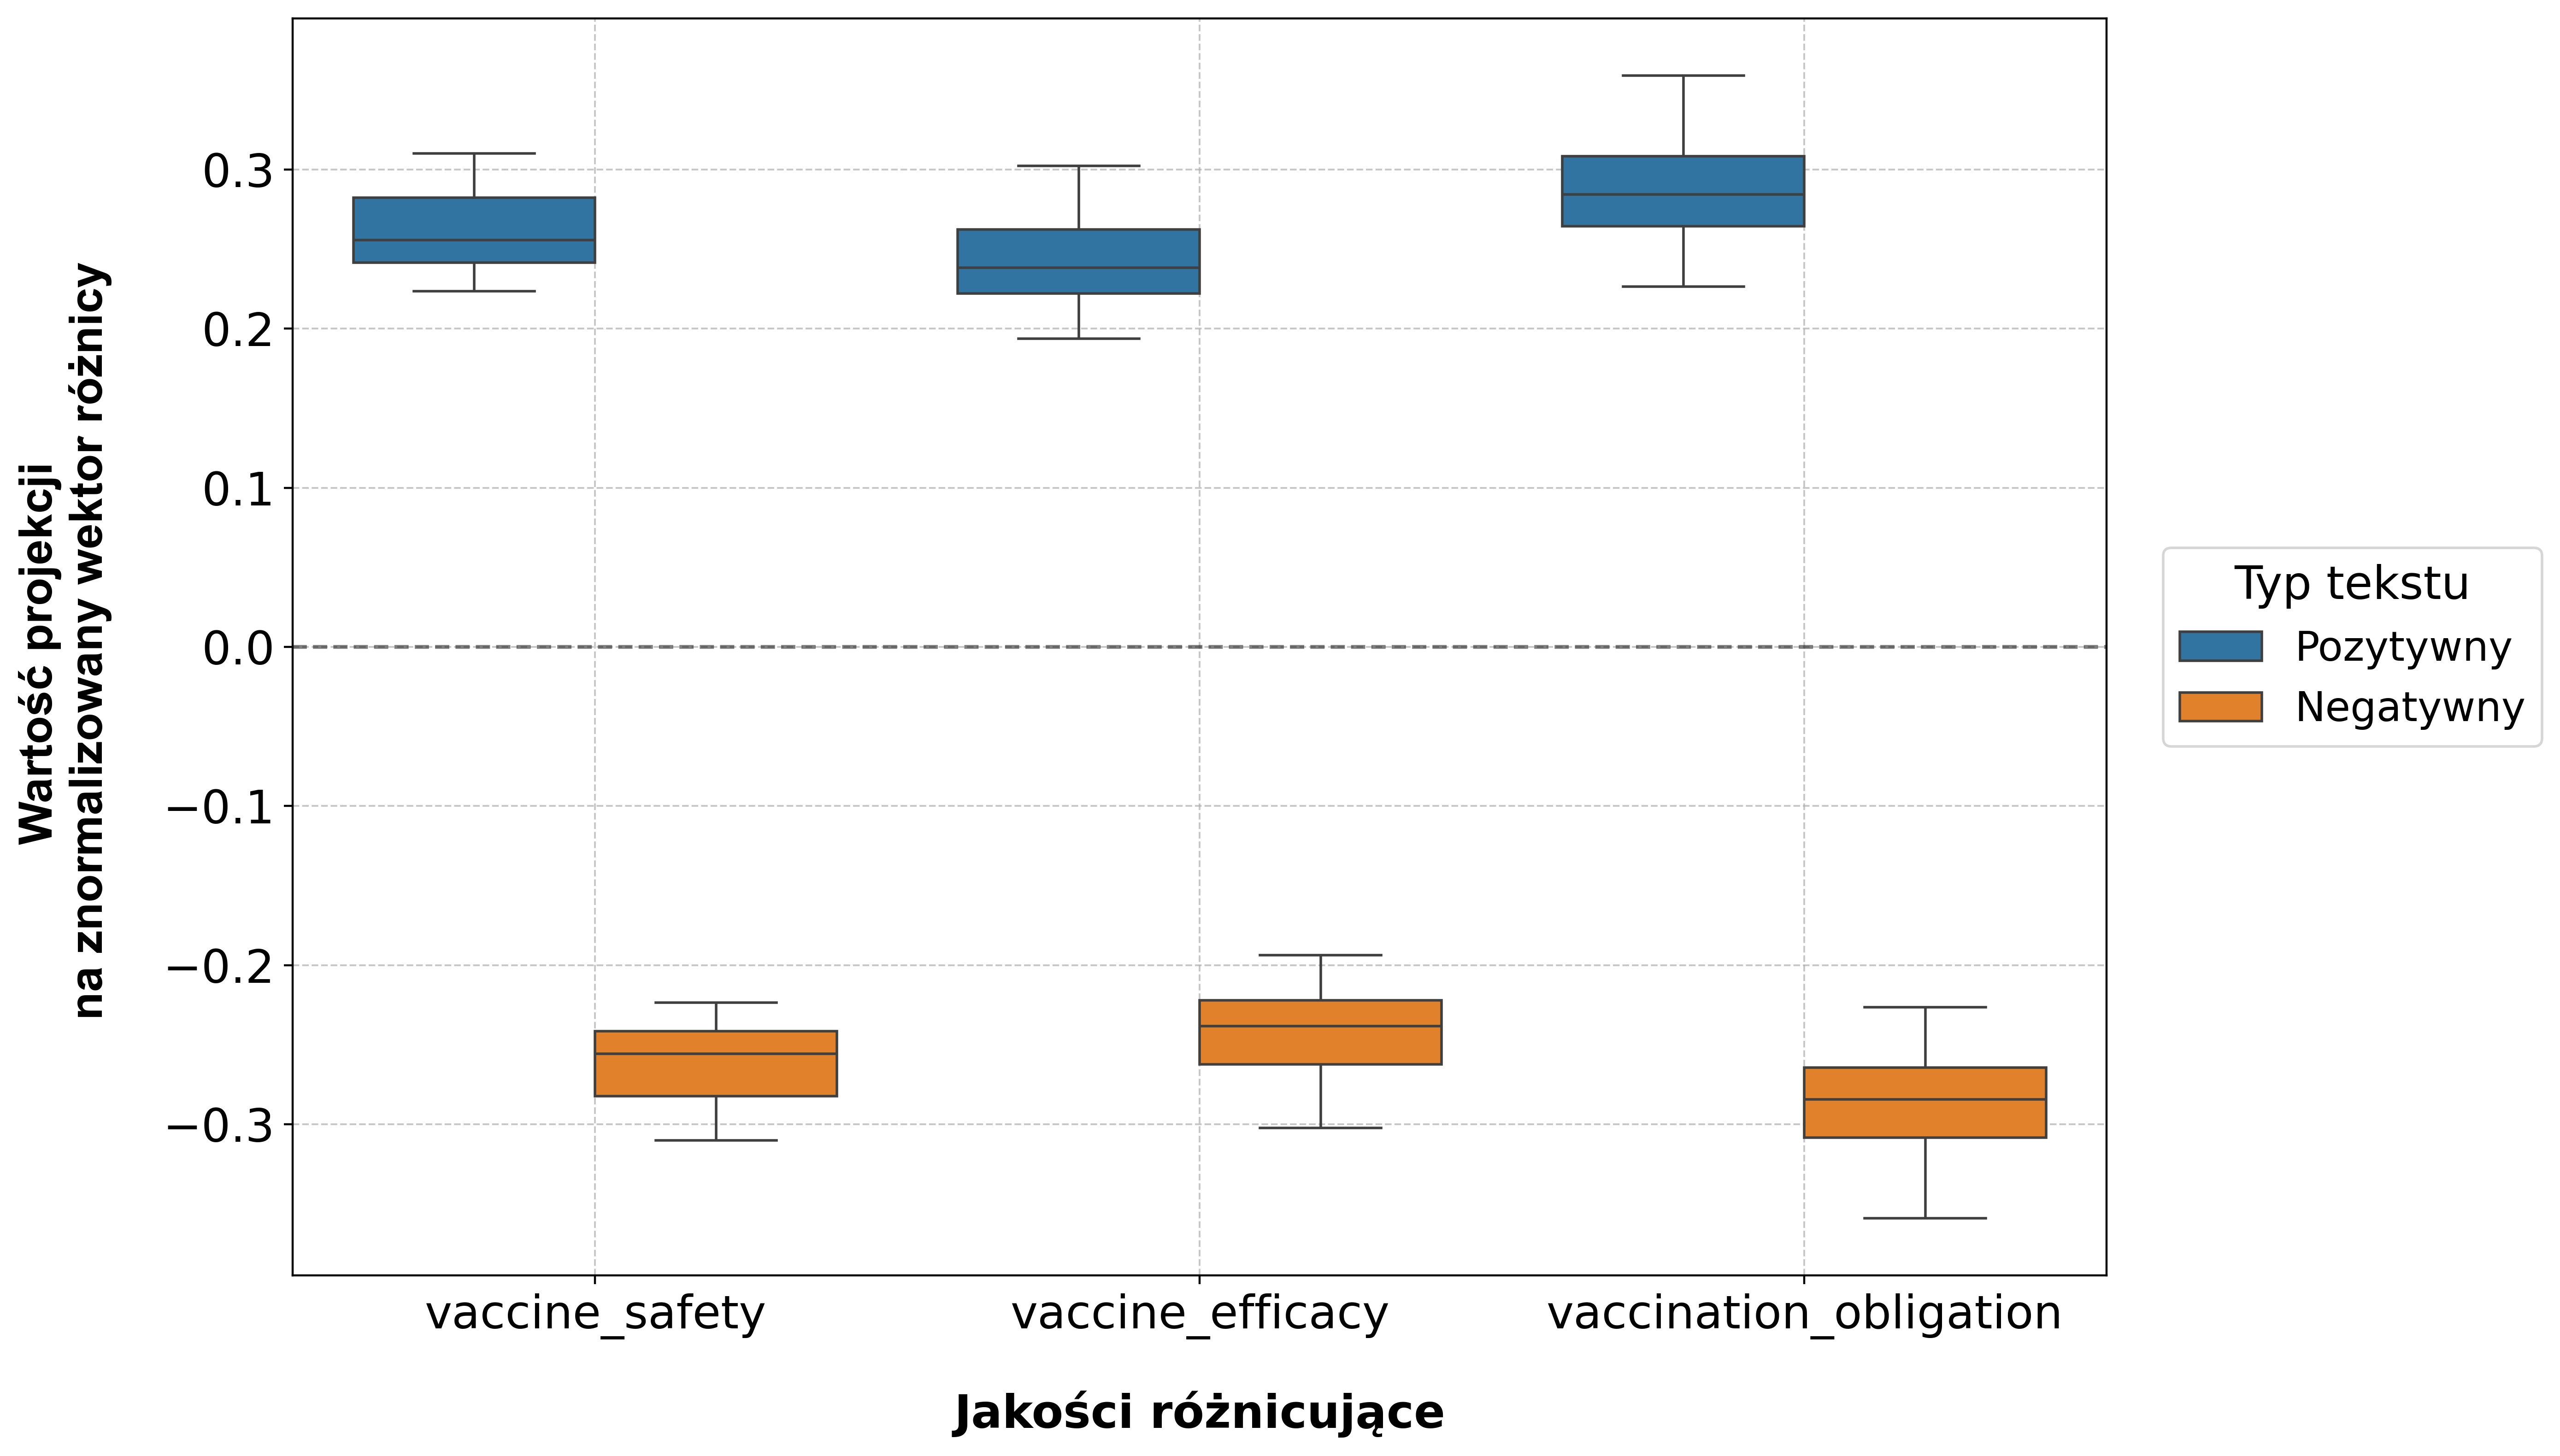 Wartość projekcji
na znormalizowany wektor różnicy
0.3
0.2
0.1
0.0
−0.1
−0.2
−0.3
vaccine_safety
vaccine_efficacy
vaccination_obligation
Jakości różnicujące
Typ tekstu
Pozytywny
Negatywny